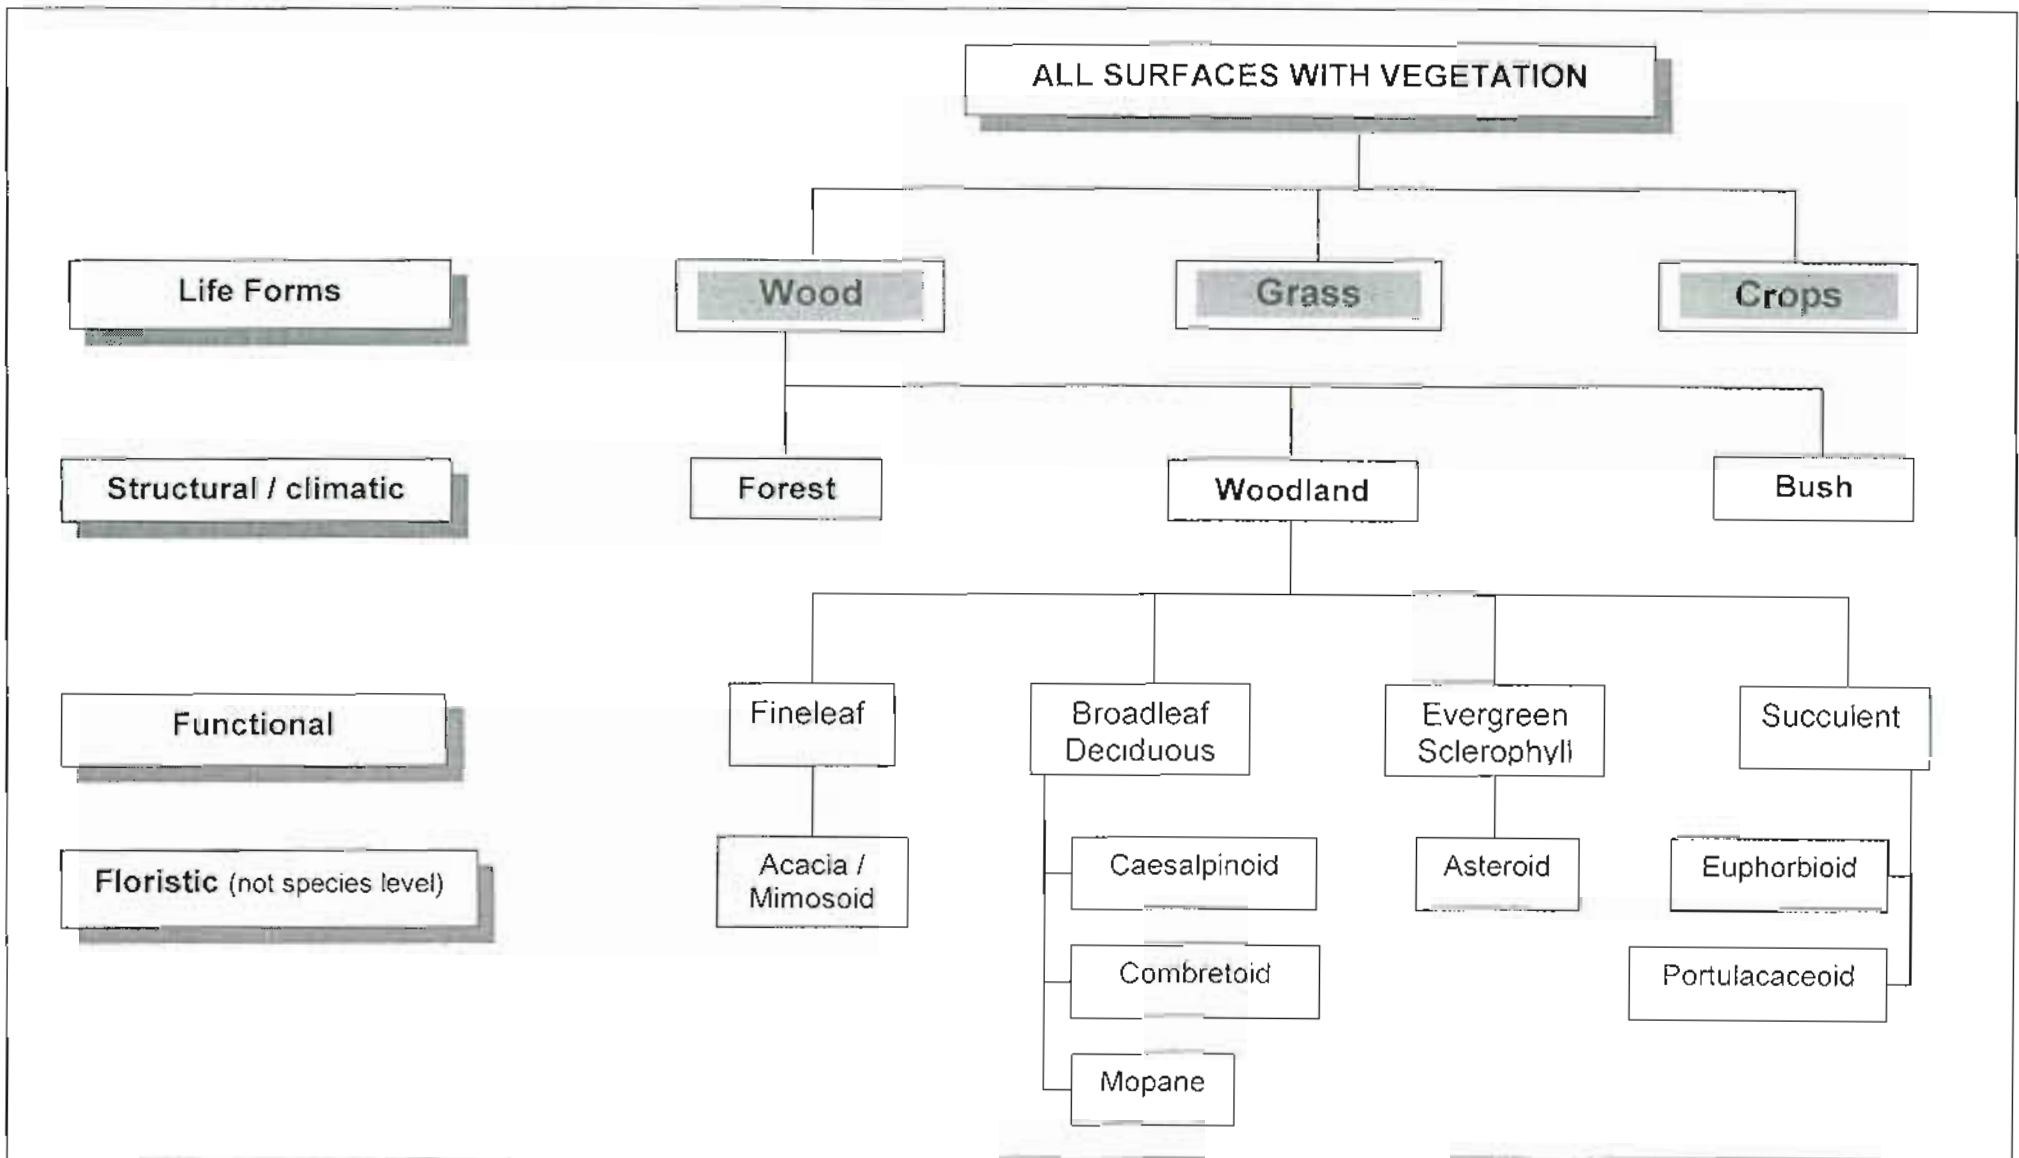 ALL SURFACES WITH VEGETATION
Life Forms
Wood
Grass
Crops
Structural / climatic
Forest
Woodland
Bush
Functional
Fineleaf
Broadleaf
Deciduous
Evergreen
Sclerophyll
Succulent
Floristic (not species level)
Acacia /
Mimosoid
Caesalpinoid
Asteroid
Euphorbioid
Combretoid
Portulacaceoid
Mopane